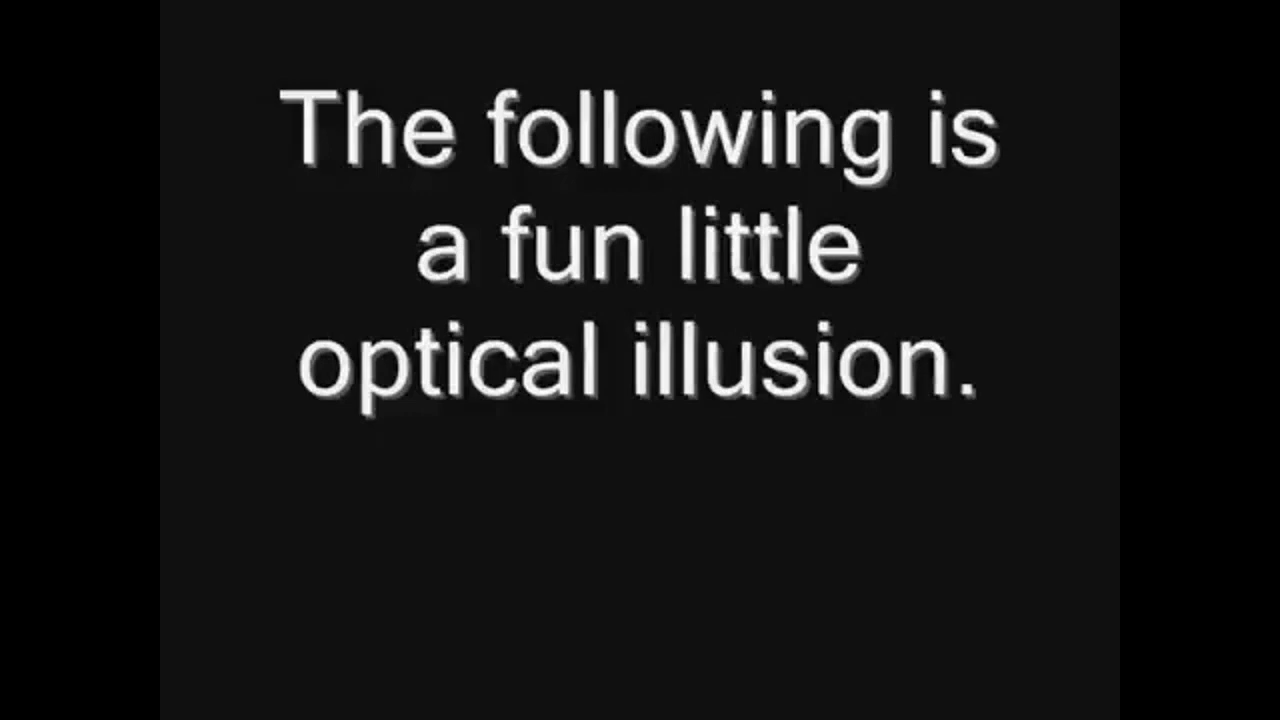 The following is
a fun little
optical illusion.